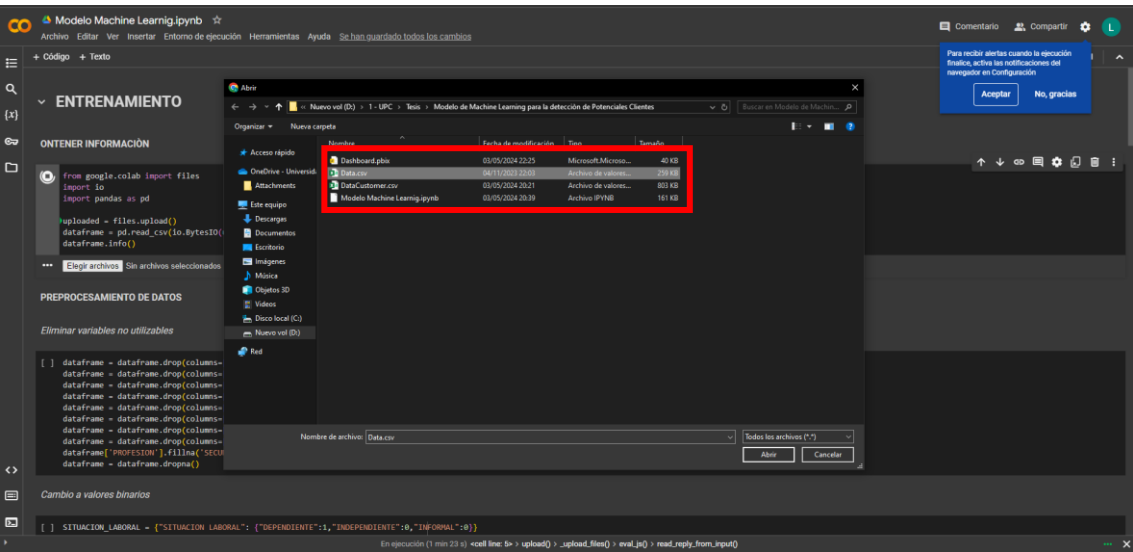 Modelo Machine Learnig.ipynb
Archivo Editar Ver Insertar Entorno de ejecución Herramientas Ayuda Se han guardado todos los cambios
Comentario Compartir L
+ Código + Texto
Para recibir alertas cuando la ejecución
finalice, activa las notificaciones del
navegador en Configuración
Aceptar No, gracias
ENTRENAMIENTO
ONTENER INFORMACIÓN
from google.colab import files
import io
import pandas as pd
uploaded = files.upload()
dataframe = pd.read_csv(io.BytesIO(
dataframe.info()
Elegir archivos Sin archivos seleccionados
PREPROCESAMIENTO DE DATOS
Eliminar variables no utilizables
[ ] dataframe = dataframe.drop(columns=
dataframe = dataframe.drop(columns=
dataframe = dataframe.drop(columns=
dataframe = dataframe.drop(columns=
dataframe = dataframe.drop(columns=
dataframe = dataframe.drop(columns=
dataframe = dataframe.drop(columns=
dataframe = dataframe.drop(columns=
dataframe['PROFESION'].fillna('SECU
dataframe = dataframe.dropna()
Cambio a valores binarios
[ ] SITUACION_LABORAL = {"SITUACION LABORAL": {"DEPENDIENTE":1,"INDEPENDIENTE":0,"INFORMAL":0}}
Abrir
« Nuevo vol (D:) > 1 - UPC > Tesis > Modelo de Machine Learning para la detección de Potenciales Clientes
Buscar en Modelo de Machin...
Organizar Nueva carpeta
Nombre Fecha de modificación Tipo Tamaño
Dashboard.pbix 03/05/2024 22:25 Microsoft.Microso... 40 KB
Data.csv 04/11/2023 22:03 Archivo de valores... 259 KB
DataCustomer.csv 03/05/2024 20:21 Archivo de valores... 803 KB
Modelo Machine Learnig.ipynb 03/05/2024 20:39 Archivo IPYNB 161 KB
Acceso rápido
OneDrive - Universid
Attachments
Este equipo
Descargas
Documentos
Escritorio
Imágenes
Música
Objetos 3D
Videos
Disco local (C:)
Nuevo vol (D:)
Red
Nombre de archivo: Data.csv
Todos los archivos (*.*)
Abrir Cancelar
En ejecución (1 min 23 s) <cell line: 5> > upload() > _upload_files() > eval_js() > read_reply_from_input()